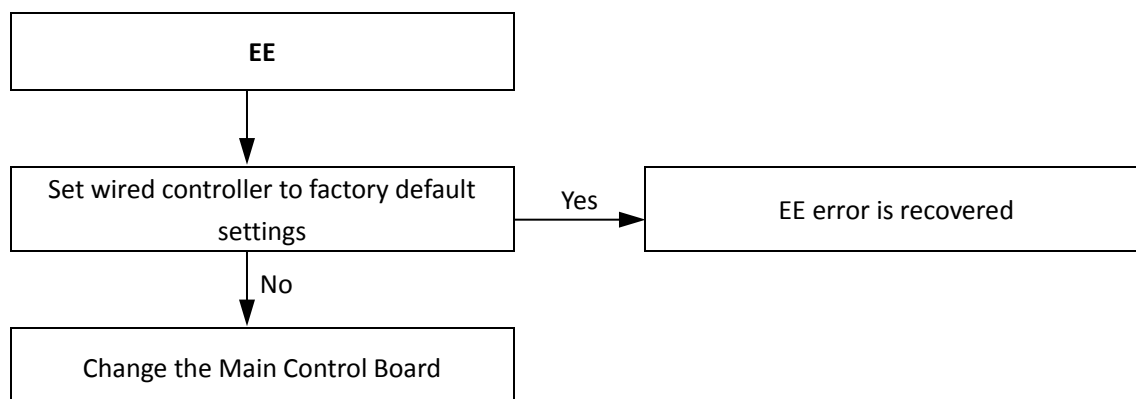 EE
Set wired controller to factory default
settings
Yes
EE error is recovered
No
Change the Main Control Board